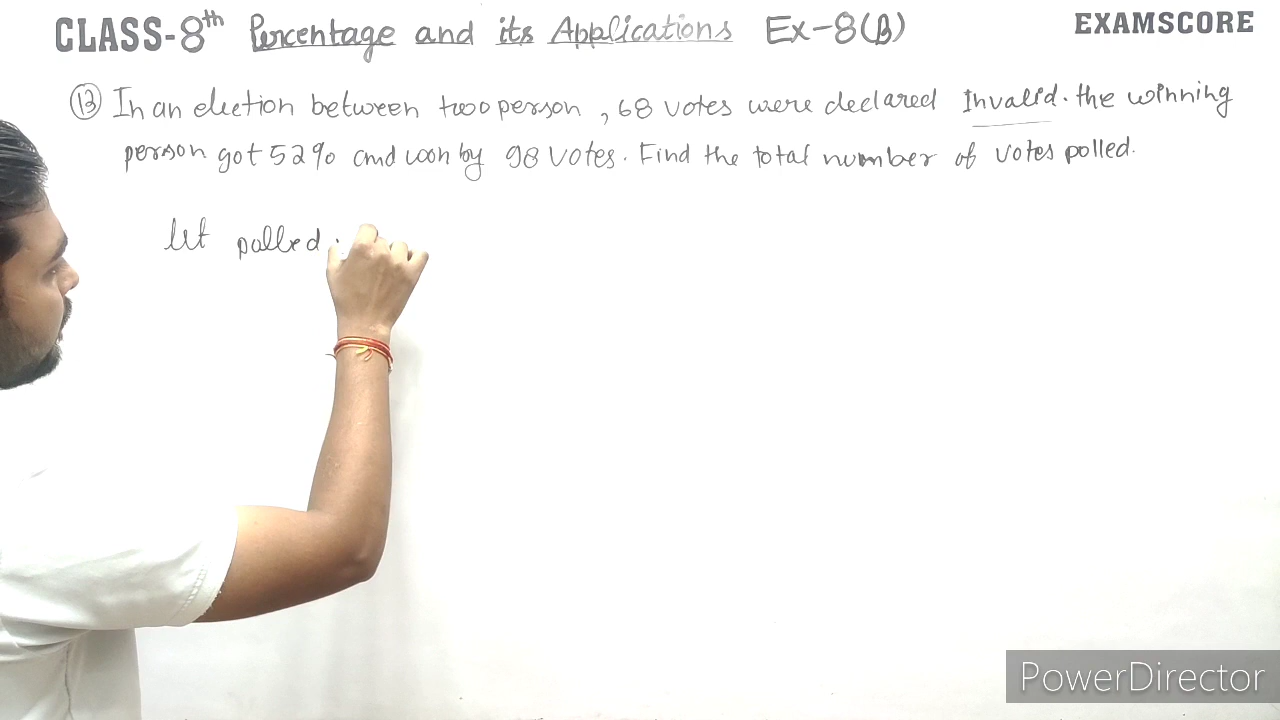 CLASS-8th Percentage and its Applications Ex-8(B)
EXAMSCORE
(13) In an election between two person, 68 votes were declared Invalid. the winning
person got 52% and won by 98 votes. Find the total number of votes polled.
let polled
PowerDirector